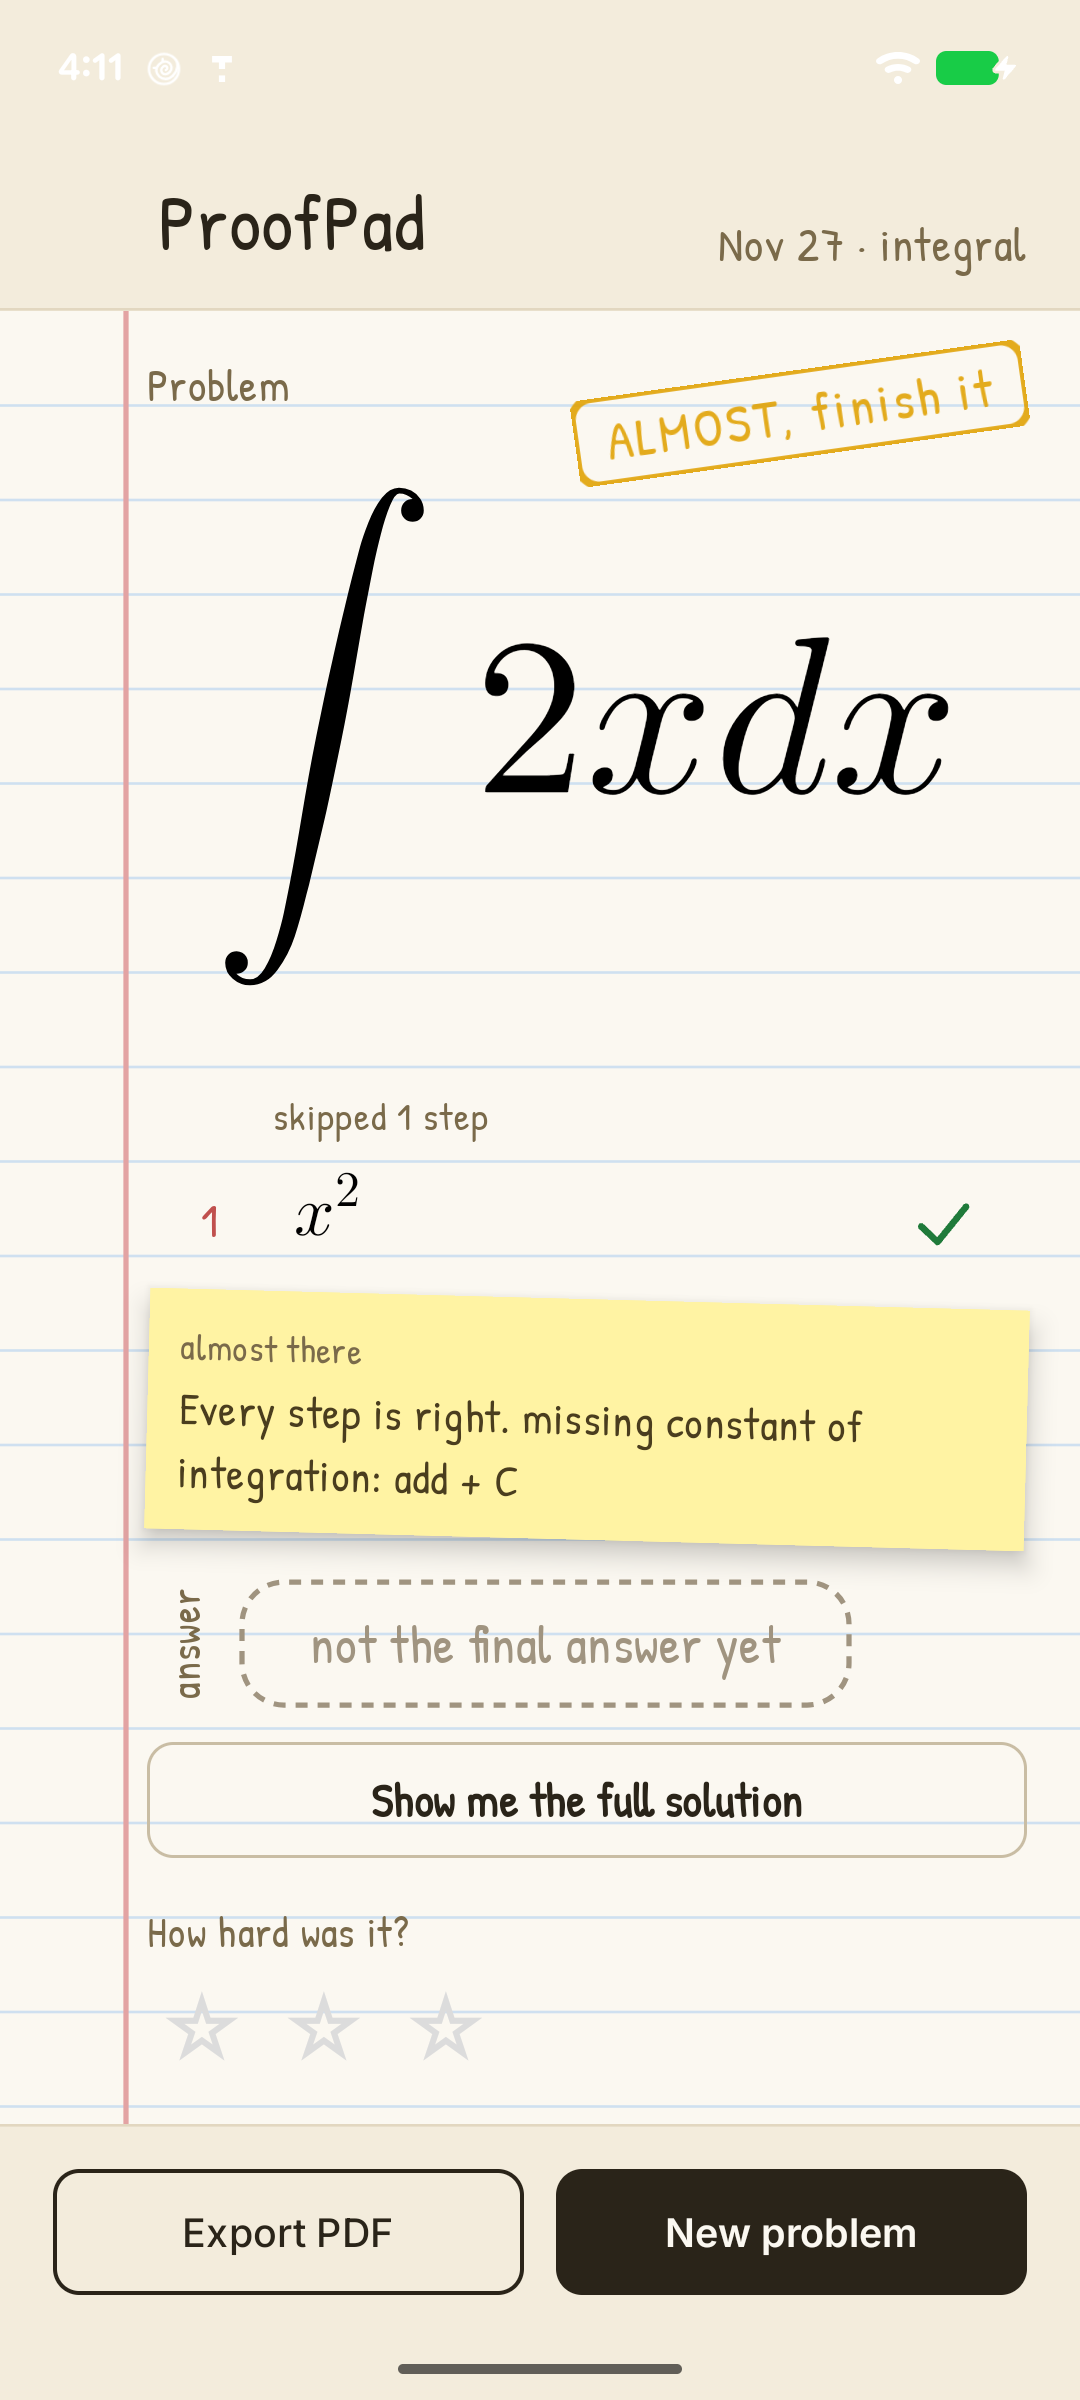 4:11
ProofPad
Nov 27 · integral
Problem
ALMOST, finish it
∫ 2xdx
skipped 1 step
1 x²
almost there
Every step is right. missing constant of
integration: add + C
answer
not the final answer yet
Show me the full solution
How hard was it?
Export PDF
New problem